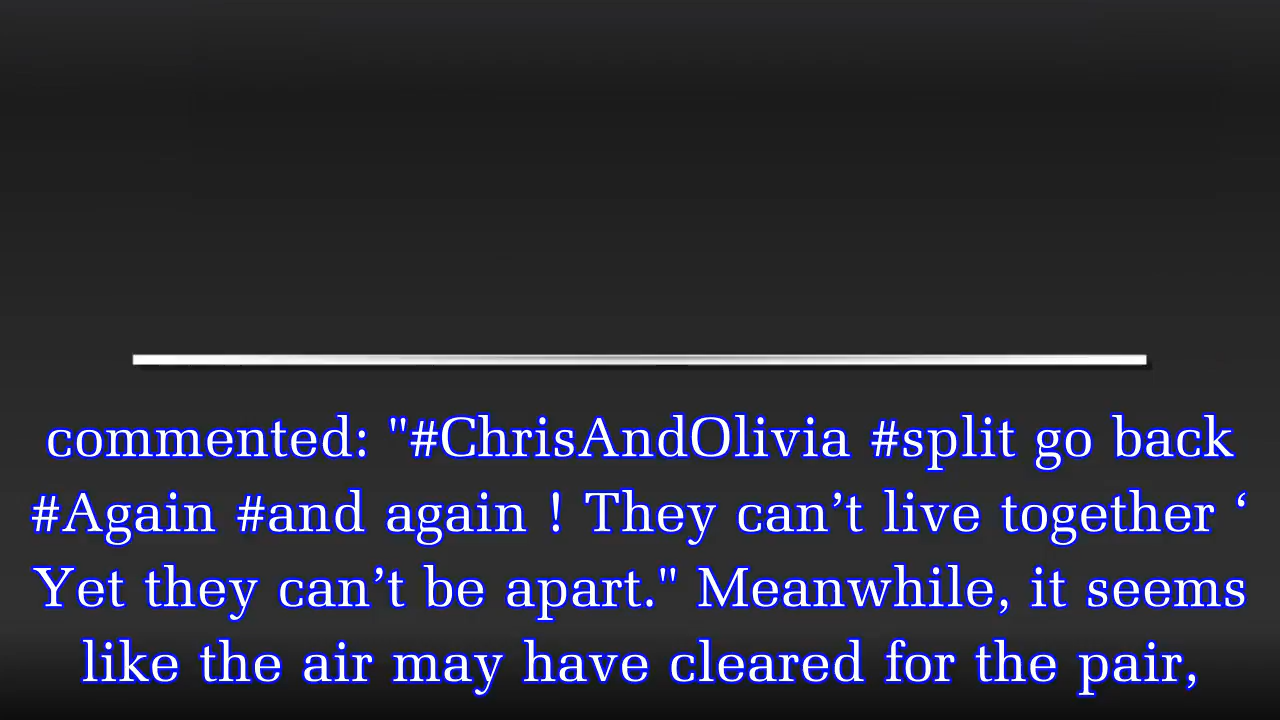 commented: "#ChrisAndOlivia #split go back
#Again #and again ! They can’t live together ‘
Yet they can’t be apart." Meanwhile, it seems
like the air may have cleared for the pair,